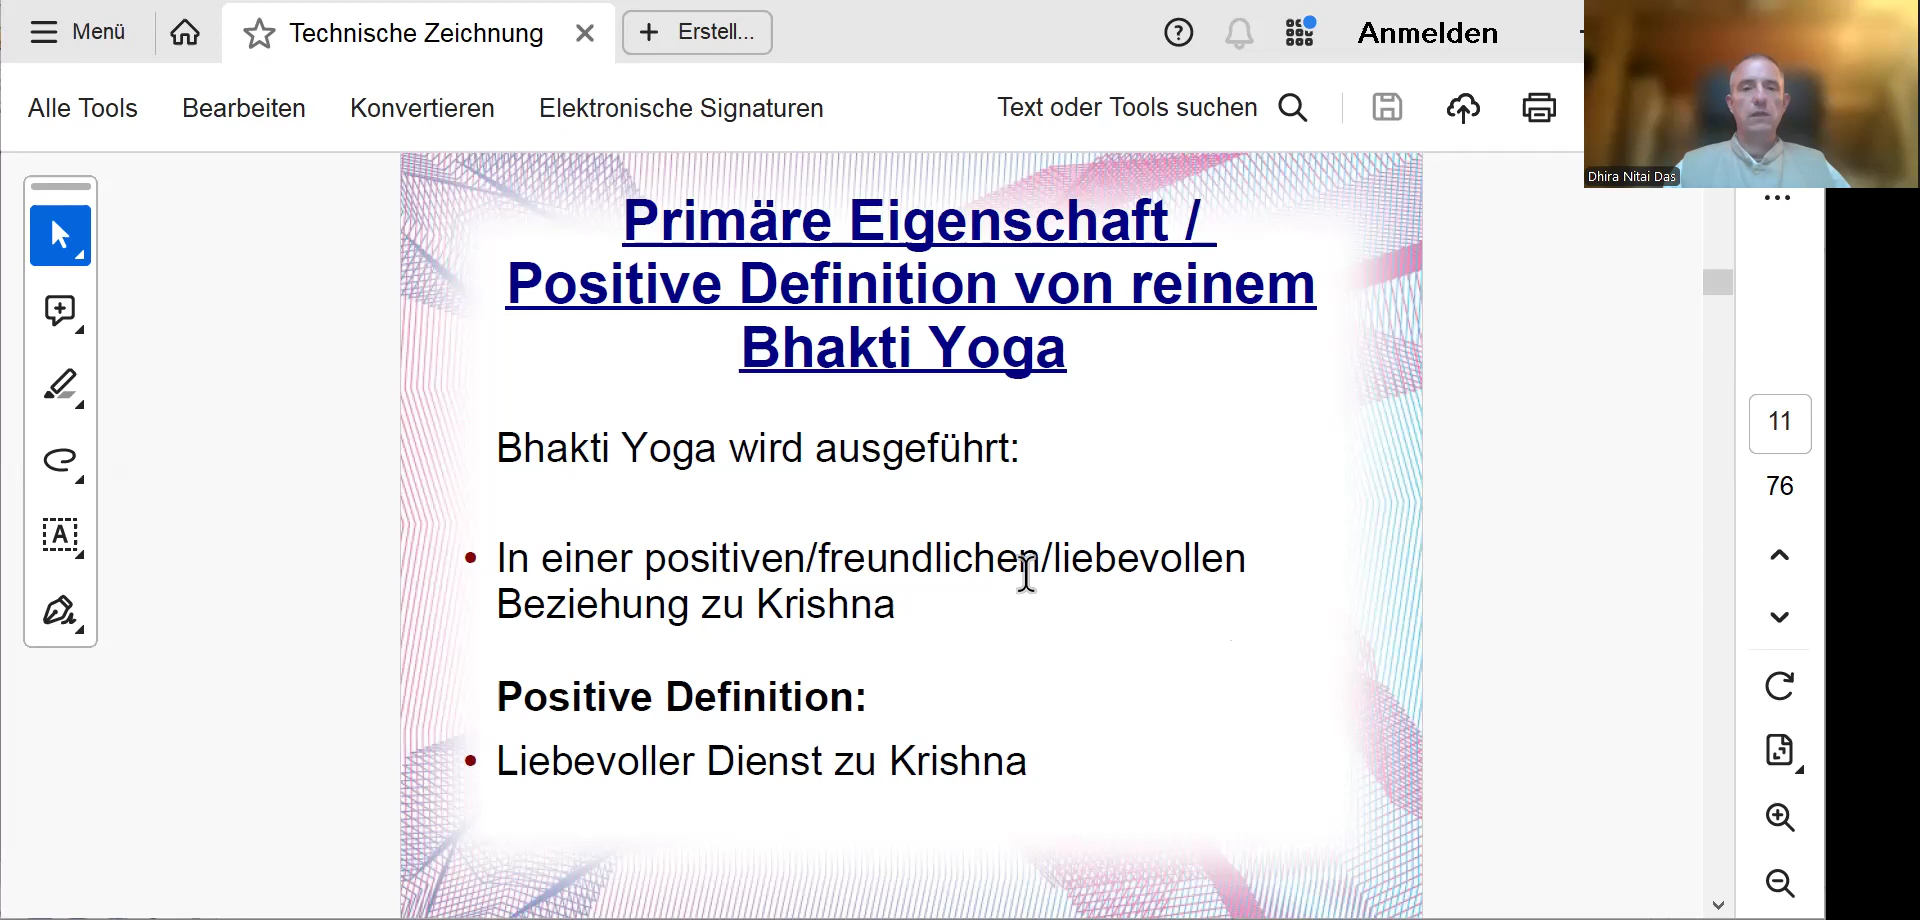 Menü
Technische Zeichnung
Erstell...
Anmelden
Alle Tools
Bearbeiten
Konvertieren
Elektronische Signaturen
Text oder Tools suchen
Dhira Nitai Das
Primäre Eigenschaft /
Positive Definition von reinem
Bhakti Yoga
Bhakti Yoga wird ausgeführt:
• In einer positiven/freundlichen/liebevollen
Beziehung zu Krishna
Positive Definition:
• Liebevoller Dienst zu Krishna
11
76